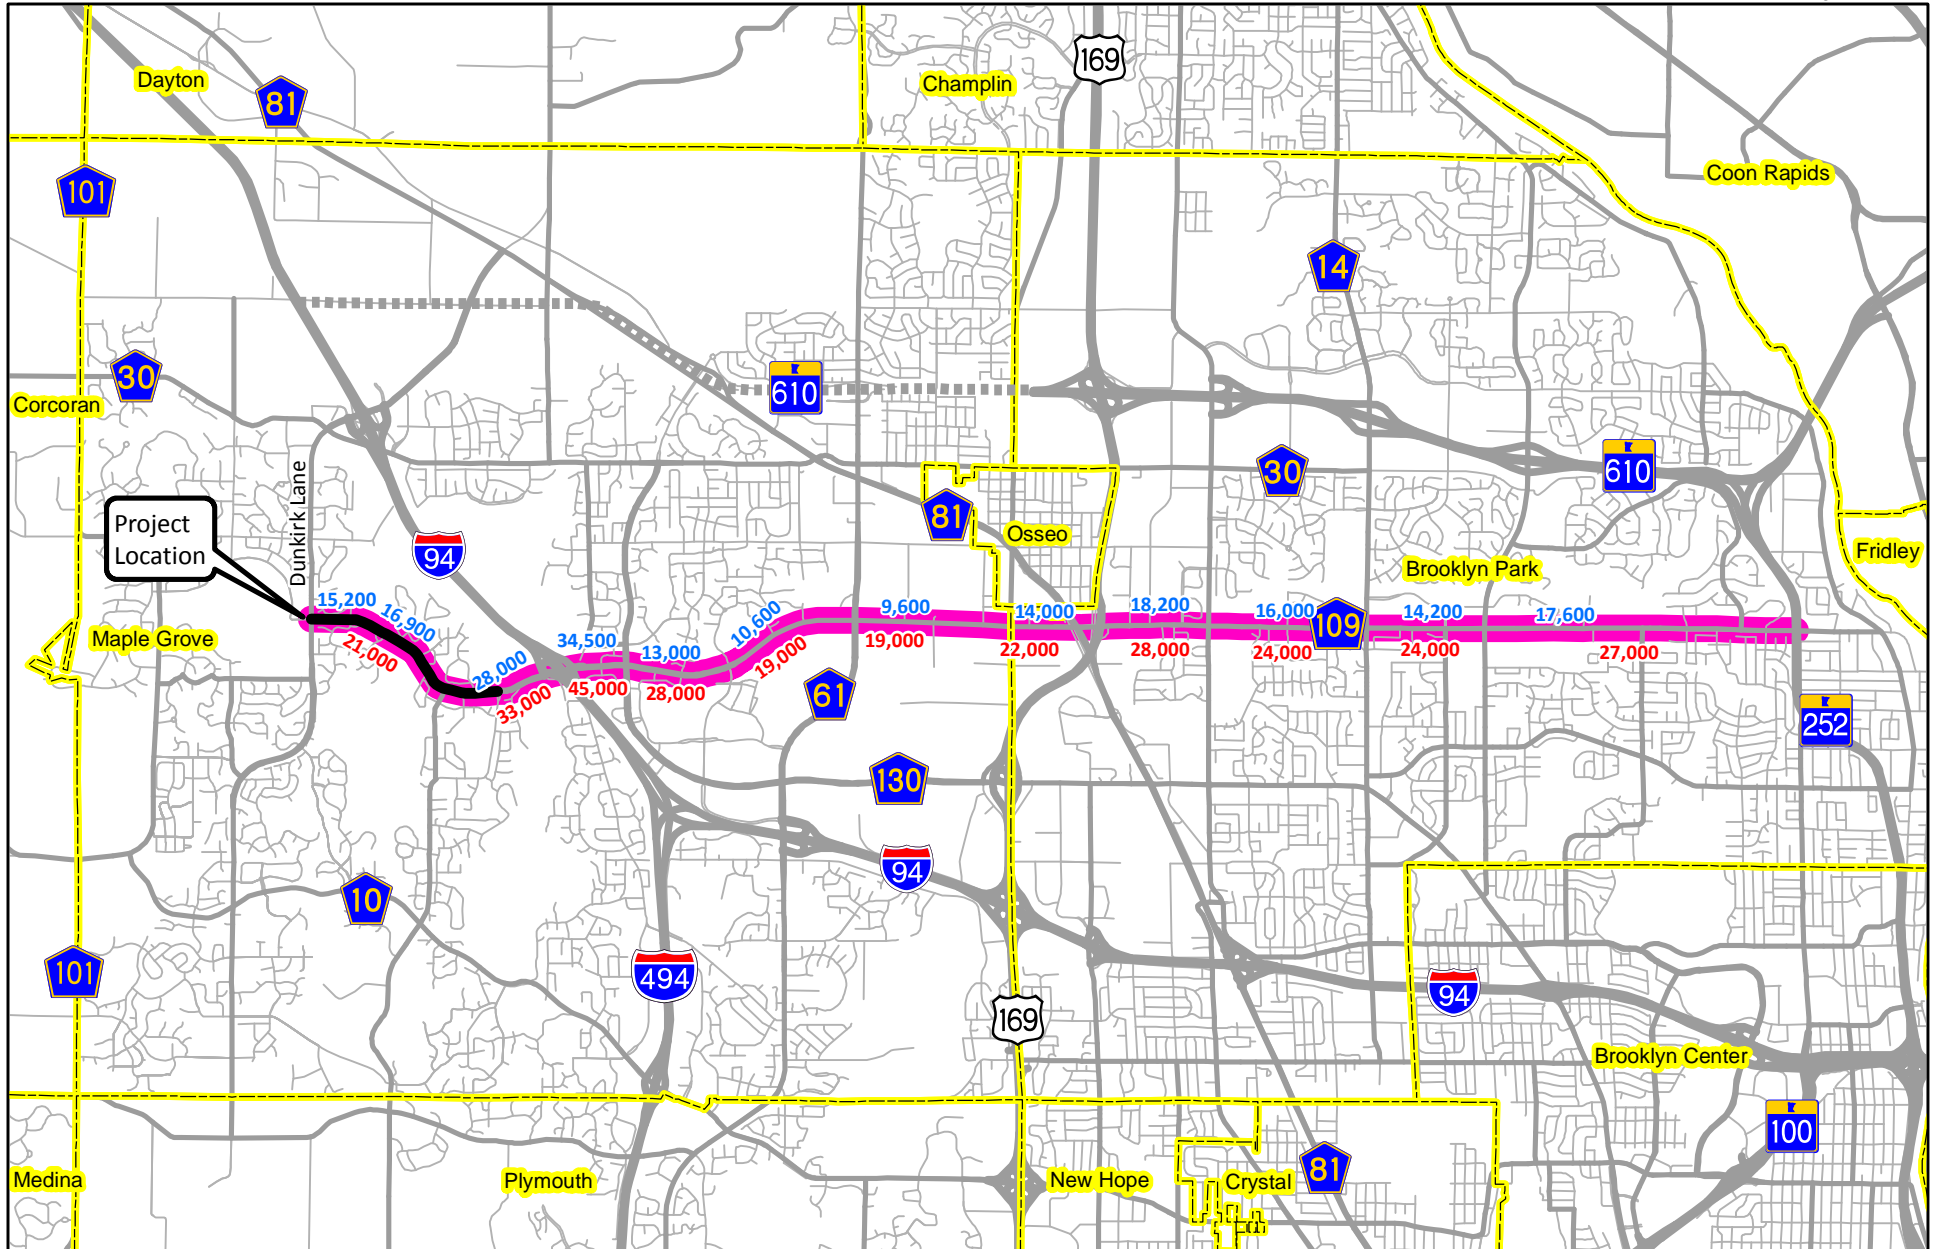 169
Dayton
81
Champlin
Coon Rapids
101
14
30
610
Corcoran
30
610
Dunkirk Lane
Project
Location
81
Osseo
94
Brooklyn Park
Fridley
15,200
16,900
9,600
14,000
18,200
16,000
109
14,200
17,600
Maple Grove
21,000
34,500
13,000
10,600
19,000
22,000
28,000
24,000
24,000
27,000
28,000
33,000
45,000
28,000
19,000
61
252
130
94
10
101
494
94
169
Brooklyn Center
100
Medina
Plymouth
New Hope
Crystal
81